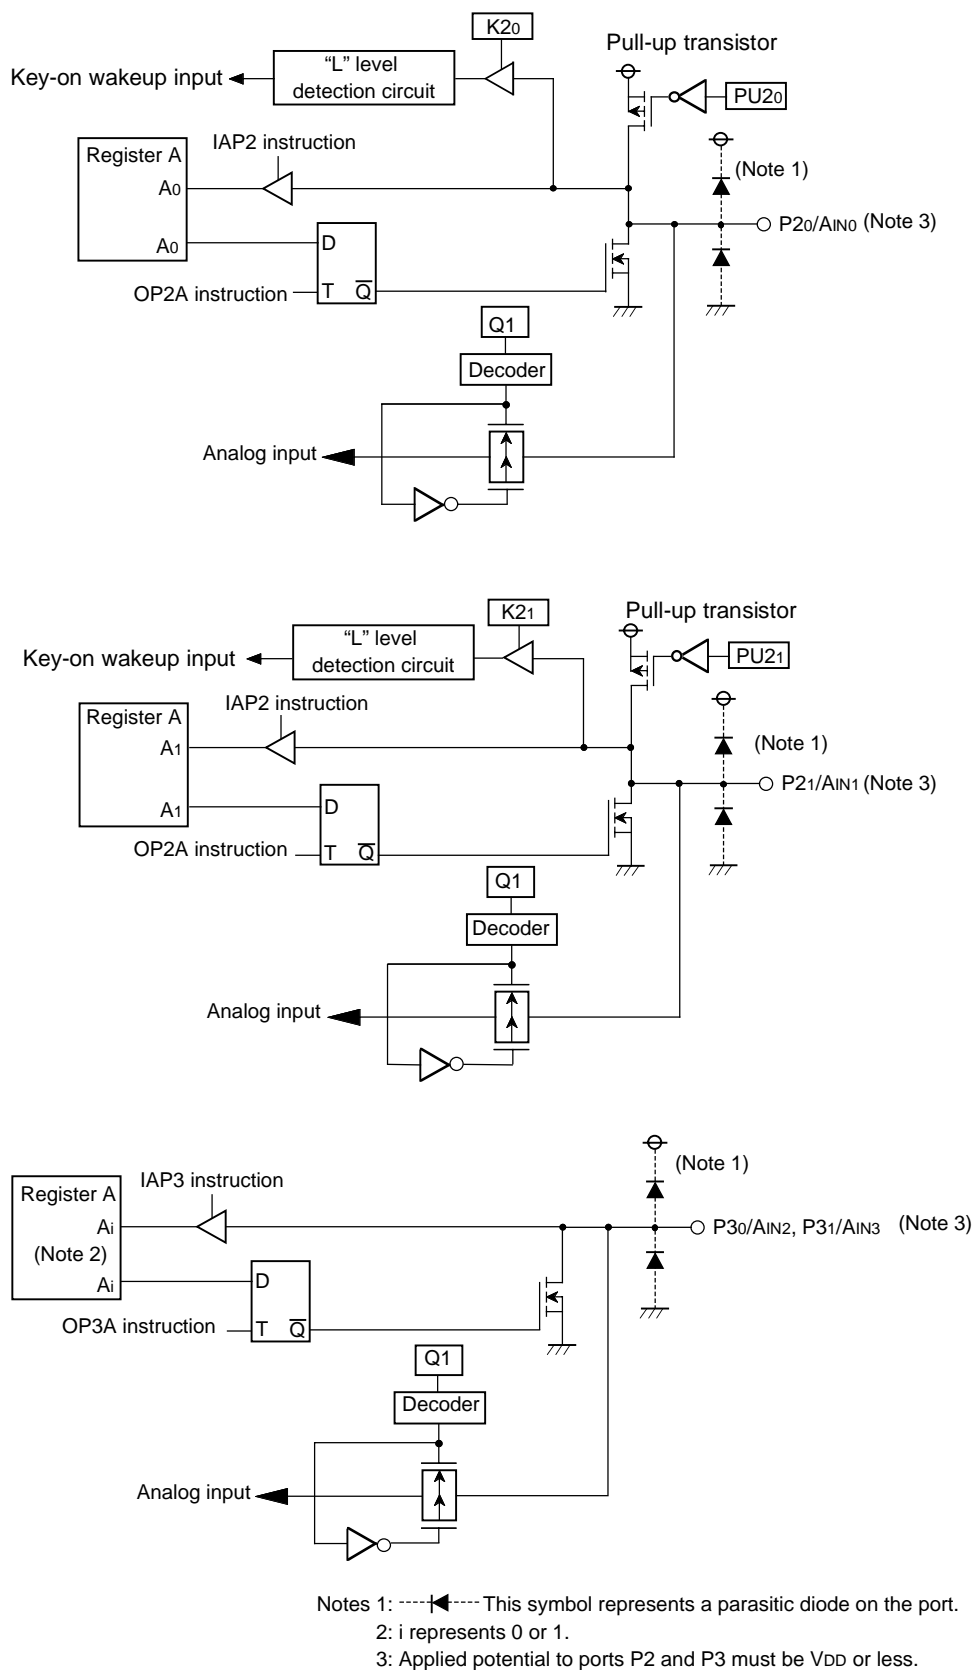 K20
Pull-up transistor
Key-on wakeup input
“L” level
detection circuit
PU20
Register A
IAP2 instruction
(Note 1)
A0
P20/AIN0 (Note 3)
A0
D
OP2A instruction
T Q
Q1
Decoder
Analog input
K21
Pull-up transistor
Key-on wakeup input
“L” level
detection circuit
PU21
Register A
IAP2 instruction
(Note 1)
A1
P21/AIN1 (Note 3)
A1
D
OP2A instruction
T Q
Q1
Decoder
Analog input
IAP3 instruction
(Note 1)
Register A
Ai
P30/AIN2, P31/AIN3 (Note 3)
(Note 2)
Ai
D
OP3A instruction
T Q
Q1
Decoder
Analog input
Notes 1: This symbol represents a parasitic diode on the port.
2: i represents 0 or 1.
3: Applied potential to ports P2 and P3 must be VDD or less.